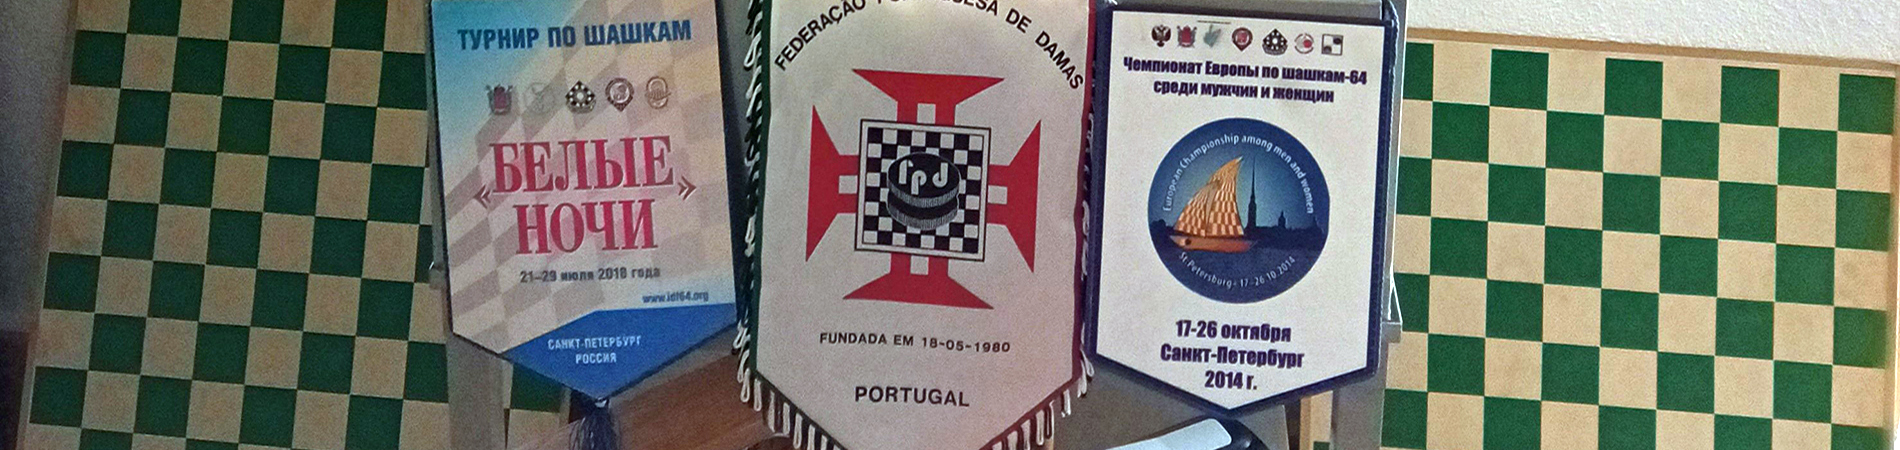 ТУРНИР ПО ШАШКАМ
«БЕЛЫЕ
НОЧИ»
21–29 июля 2018 года
www.idf64.org
САНКТ-ПЕТЕРБУРГ
РОССИЯ
FEDERAÇÃO PORTUGUESA DE DAMAS
fpd
FUNDADA EM 18-05-1980
PORTUGAL
Чемпионат Европы по шашкам-64
среди мужчин и женщин
European Championship among men and women
St. Petersburg - 17-26.10.2014
17-26 октября
Санкт-Петербург
2014 г.